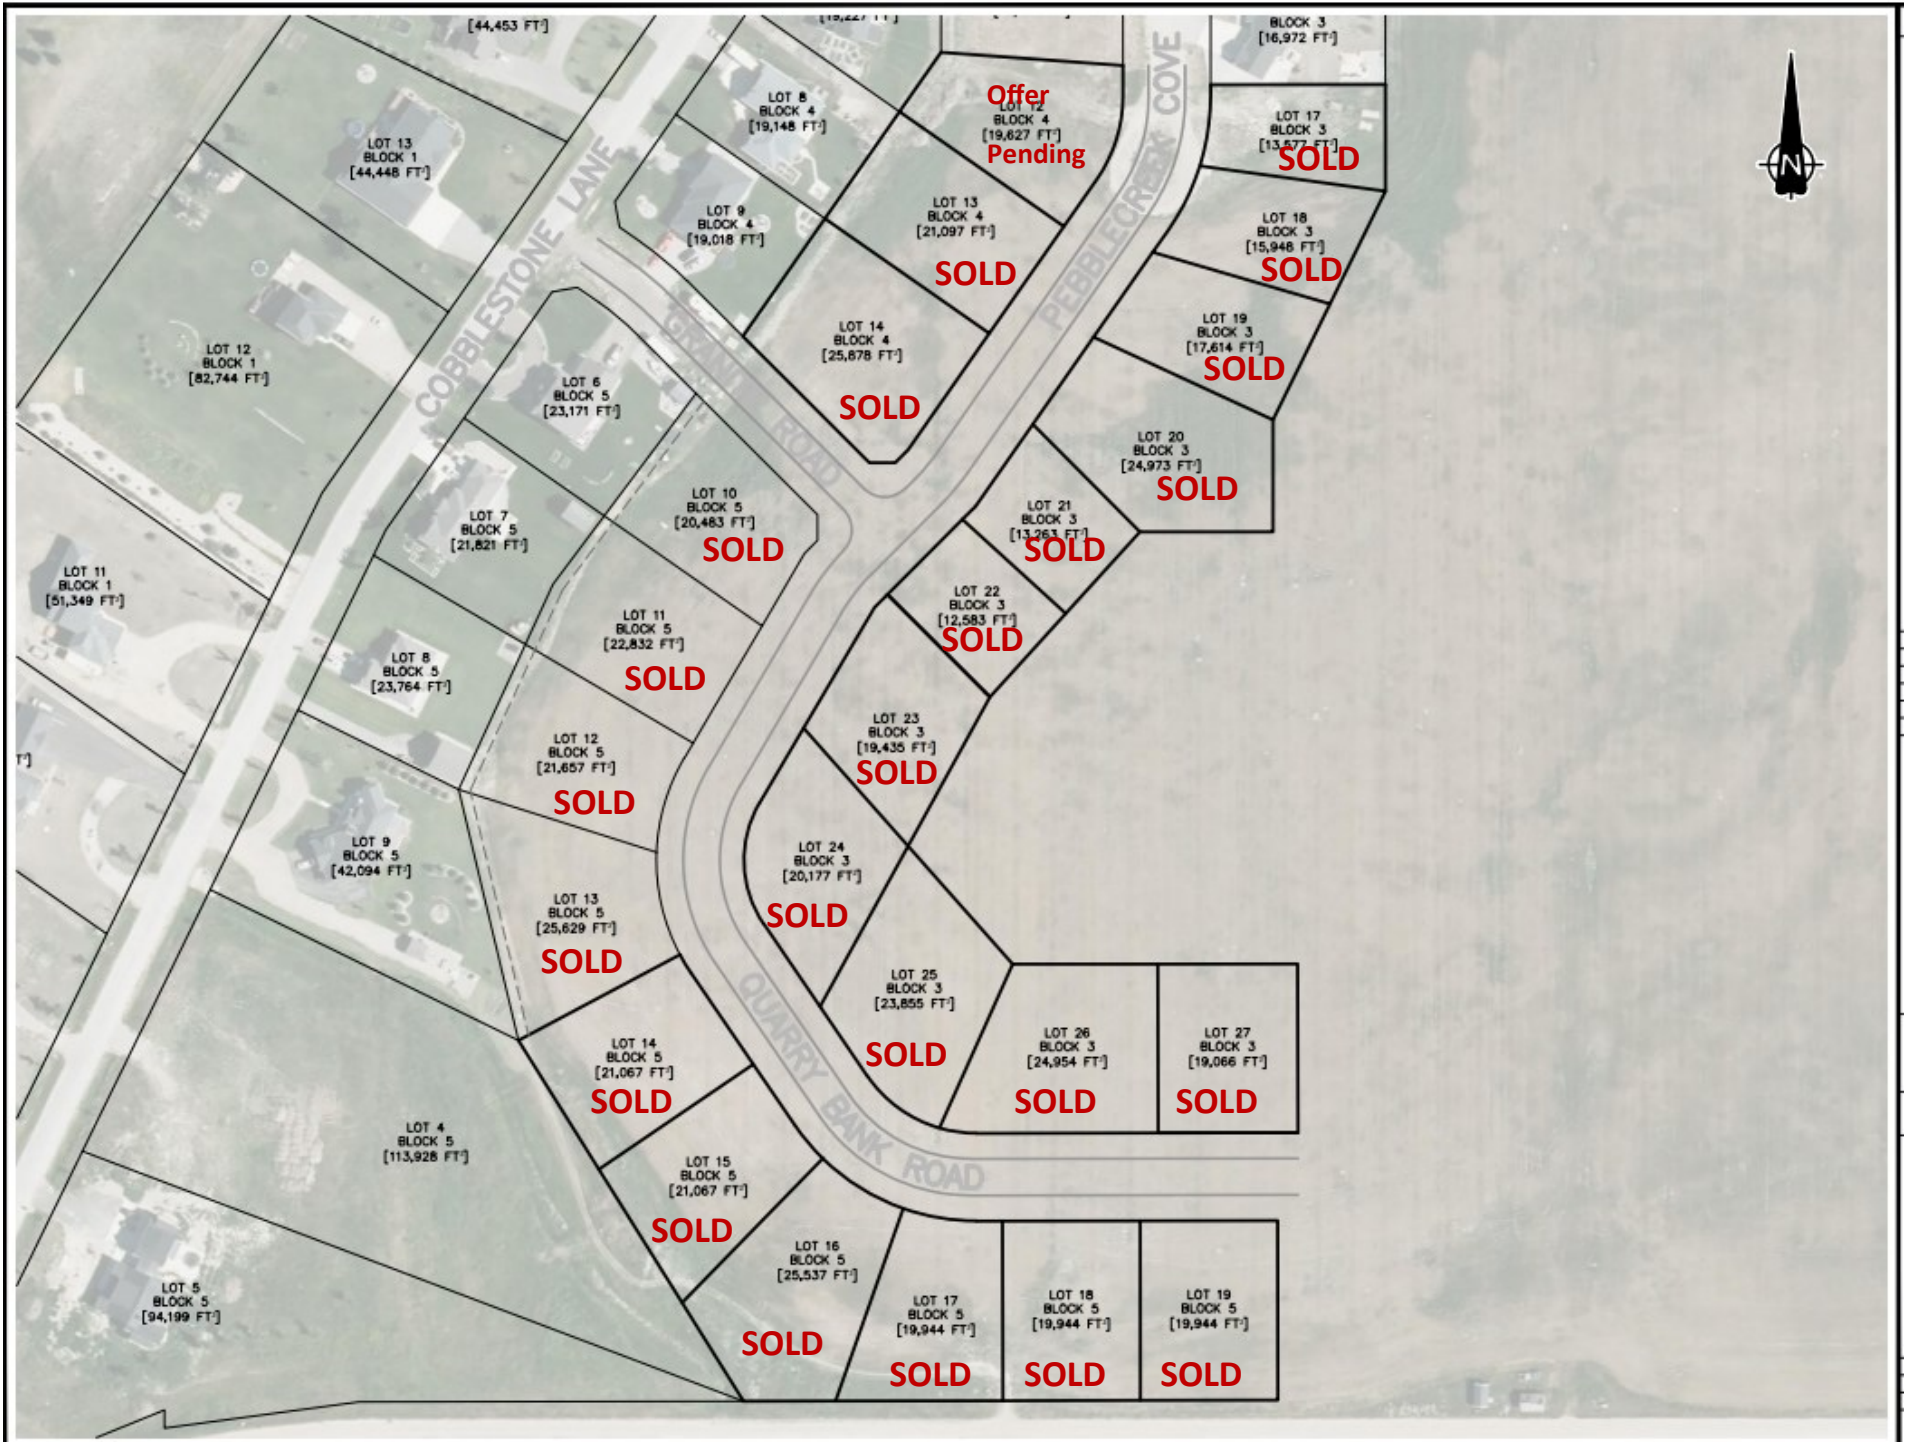 [44,453 FT²]
[19,227 FT²]
BLOCK 3
[16,972 FT²]
LOT 13
BLOCK 1
[44,448 FT²]
LOT 8
BLOCK 4
[19,148 FT²]
Offer
LOT 12
BLOCK 4
[19,627 FT²]
Pending
PEBBLECREEK COVE
LOT 17
BLOCK 3
[13,577 FT²]
SOLD
N
LOT 9
BLOCK 4
[19,018 FT²]
LOT 13
BLOCK 4
[21,097 FT²]
SOLD
LOT 18
BLOCK 3
[15,948 FT²]
SOLD
COBBLESTONE LANE
LOT 12
BLOCK 1
[82,744 FT²]
LOT 14
BLOCK 4
[25,878 FT²]
SOLD
LOT 19
BLOCK 3
[17,614 FT²]
SOLD
GRAND ROAD
LOT 6
BLOCK 5
[23,171 FT²]
LOT 20
BLOCK 3
[24,973 FT²]
SOLD
LOT 7
BLOCK 5
[21,821 FT²]
LOT 10
BLOCK 5
[20,483 FT²]
SOLD
LOT 21
BLOCK 3
[13,263 FT²]
SOLD
LOT 11
BLOCK 1
[51,349 FT²]
LOT 11
BLOCK 5
[22,832 FT²]
SOLD
LOT 22
BLOCK 3
[12,583 FT²]
SOLD
LOT 8
BLOCK 5
[23,764 FT²]
LOT 12
BLOCK 5
[21,657 FT²]
SOLD
LOT 23
BLOCK 3
[19,435 FT²]
SOLD
LOT 9
BLOCK 5
[42,094 FT²]
LOT 24
BLOCK 3
[20,177 FT²]
SOLD
LOT 13
BLOCK 5
[25,629 FT²]
SOLD
LOT 25
BLOCK 3
[23,855 FT²]
SOLD
QUARRY BANK ROAD
LOT 14
BLOCK 5
[21,067 FT²]
SOLD
LOT 26
BLOCK 3
[24,954 FT²]
SOLD
LOT 27
BLOCK 3
[19,066 FT²]
SOLD
LOT 4
BLOCK 5
[113,928 FT²]
LOT 15
BLOCK 5
[21,067 FT²]
SOLD
LOT 5
BLOCK 5
[94,199 FT²]
LOT 16
BLOCK 5
[25,537 FT²]
SOLD
LOT 17
BLOCK 5
[19,944 FT²]
SOLD
LOT 18
BLOCK 5
[19,944 FT²]
SOLD
LOT 19
BLOCK 5
[19,944 FT²]
SOLD